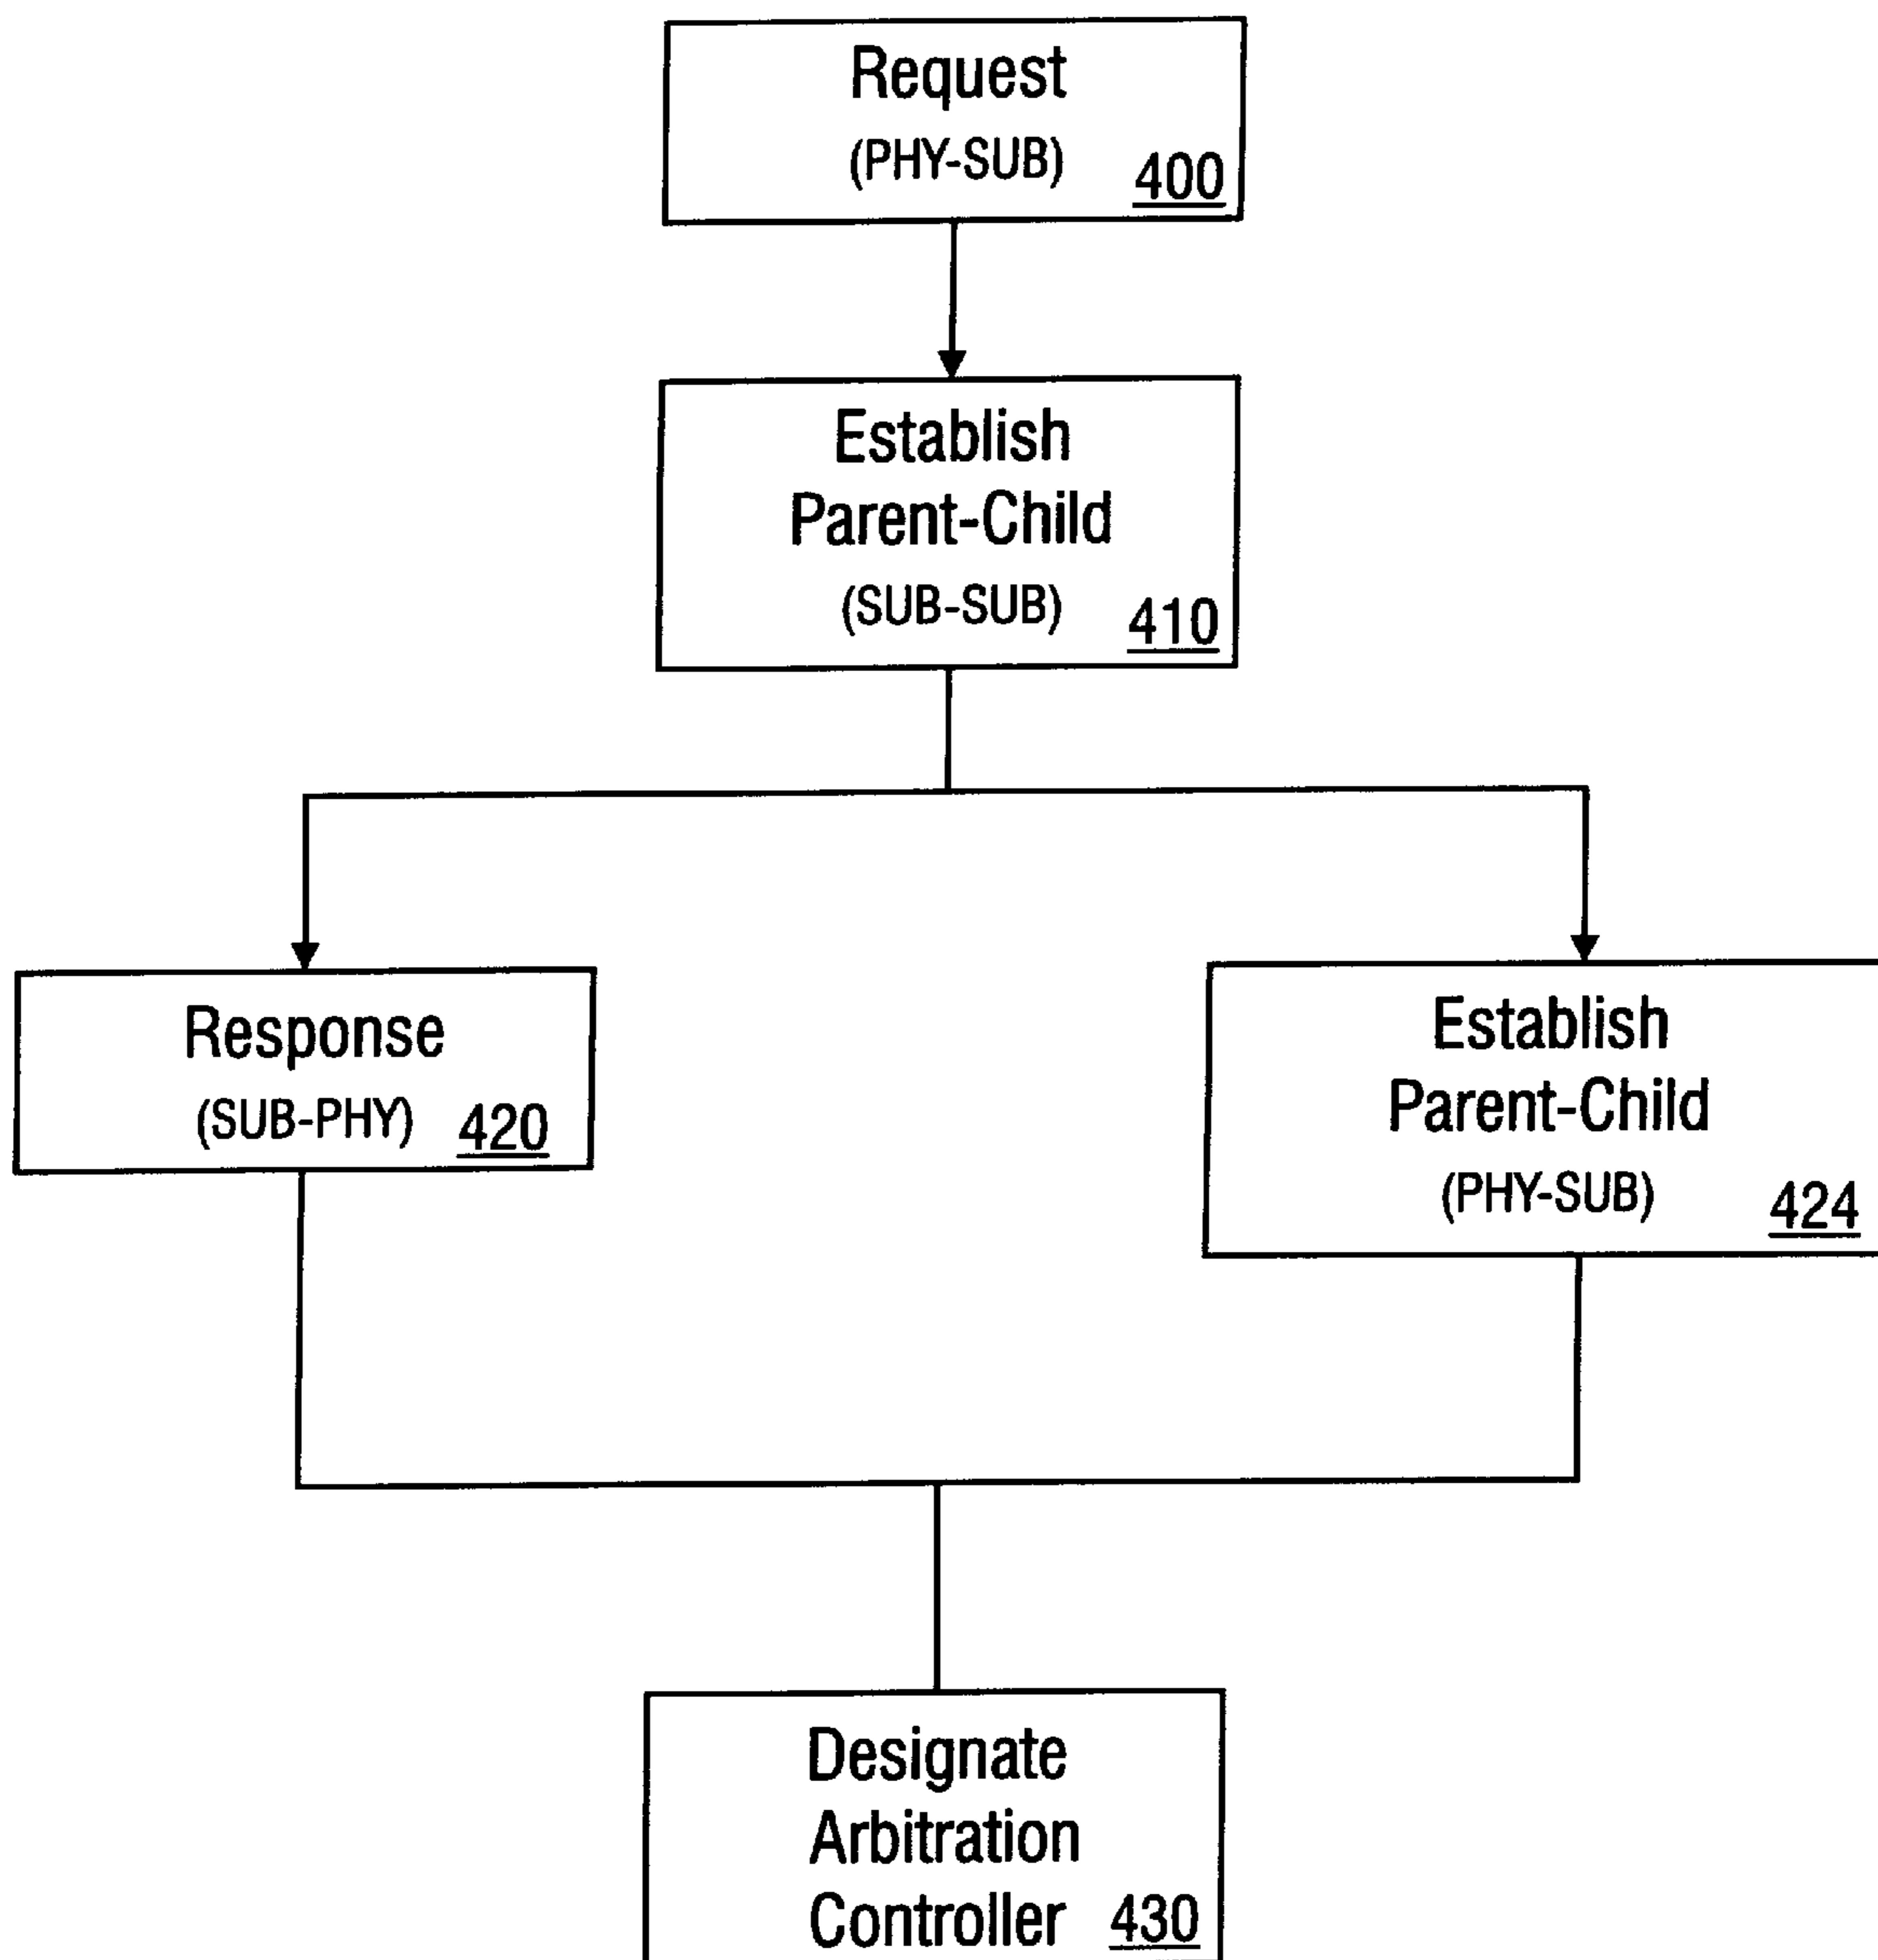 Request
(PHY-SUB)
400
Establish
Parent-Child
(SUB-SUB)
410
Response
(SUB-PHY)
420
Establish
Parent-Child
(PHY-SUB)
424
Designate
Arbitration
Controller
430